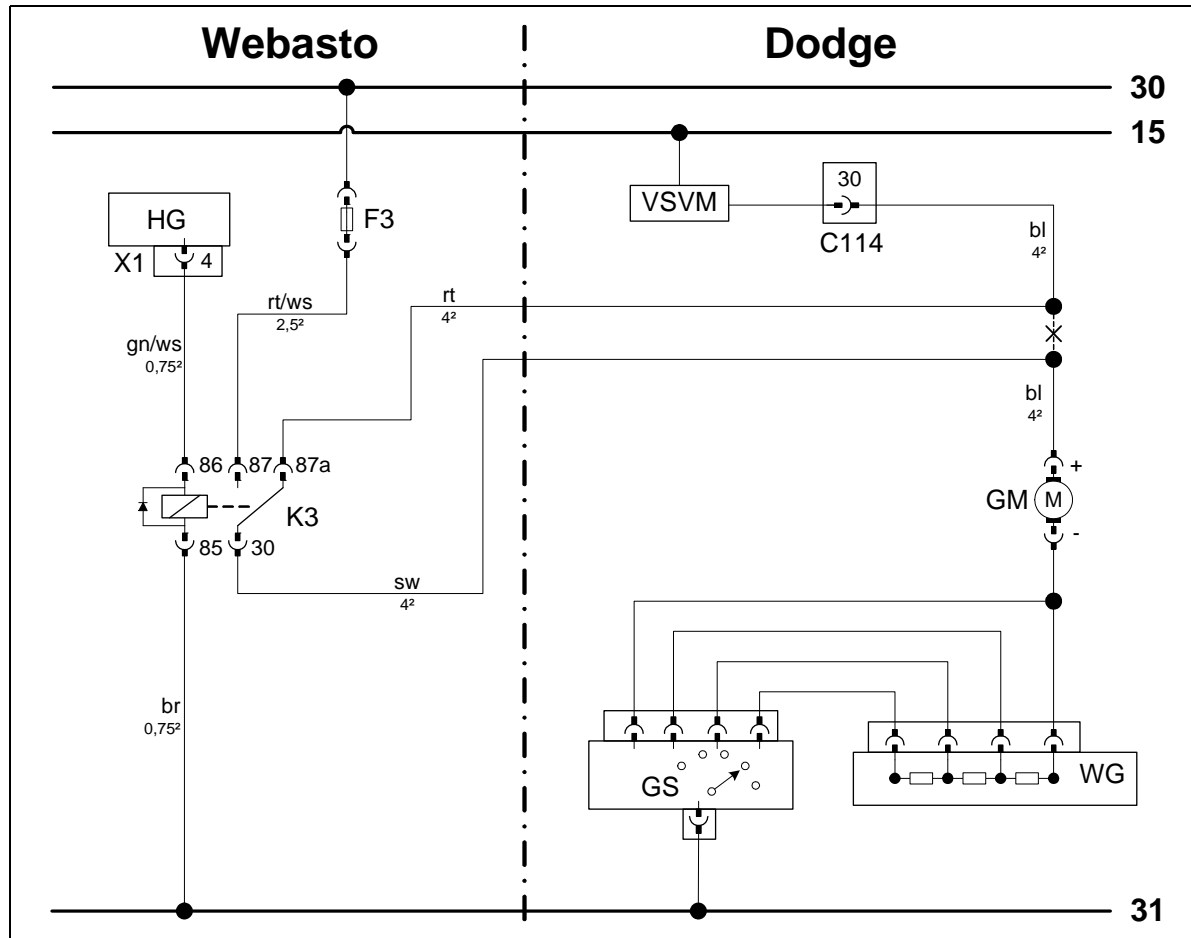 Webasto
Dodge
30
15
HG
X1
4
F3
VSVM
30
C114
bl
4²
rt/ws
2,5²
rt
4²
gn/ws
0,75²
bl
4²
86
87
87a
K3
85
30
+
GM
M
-
sw
4²
br
0,75²
GS
WG
31